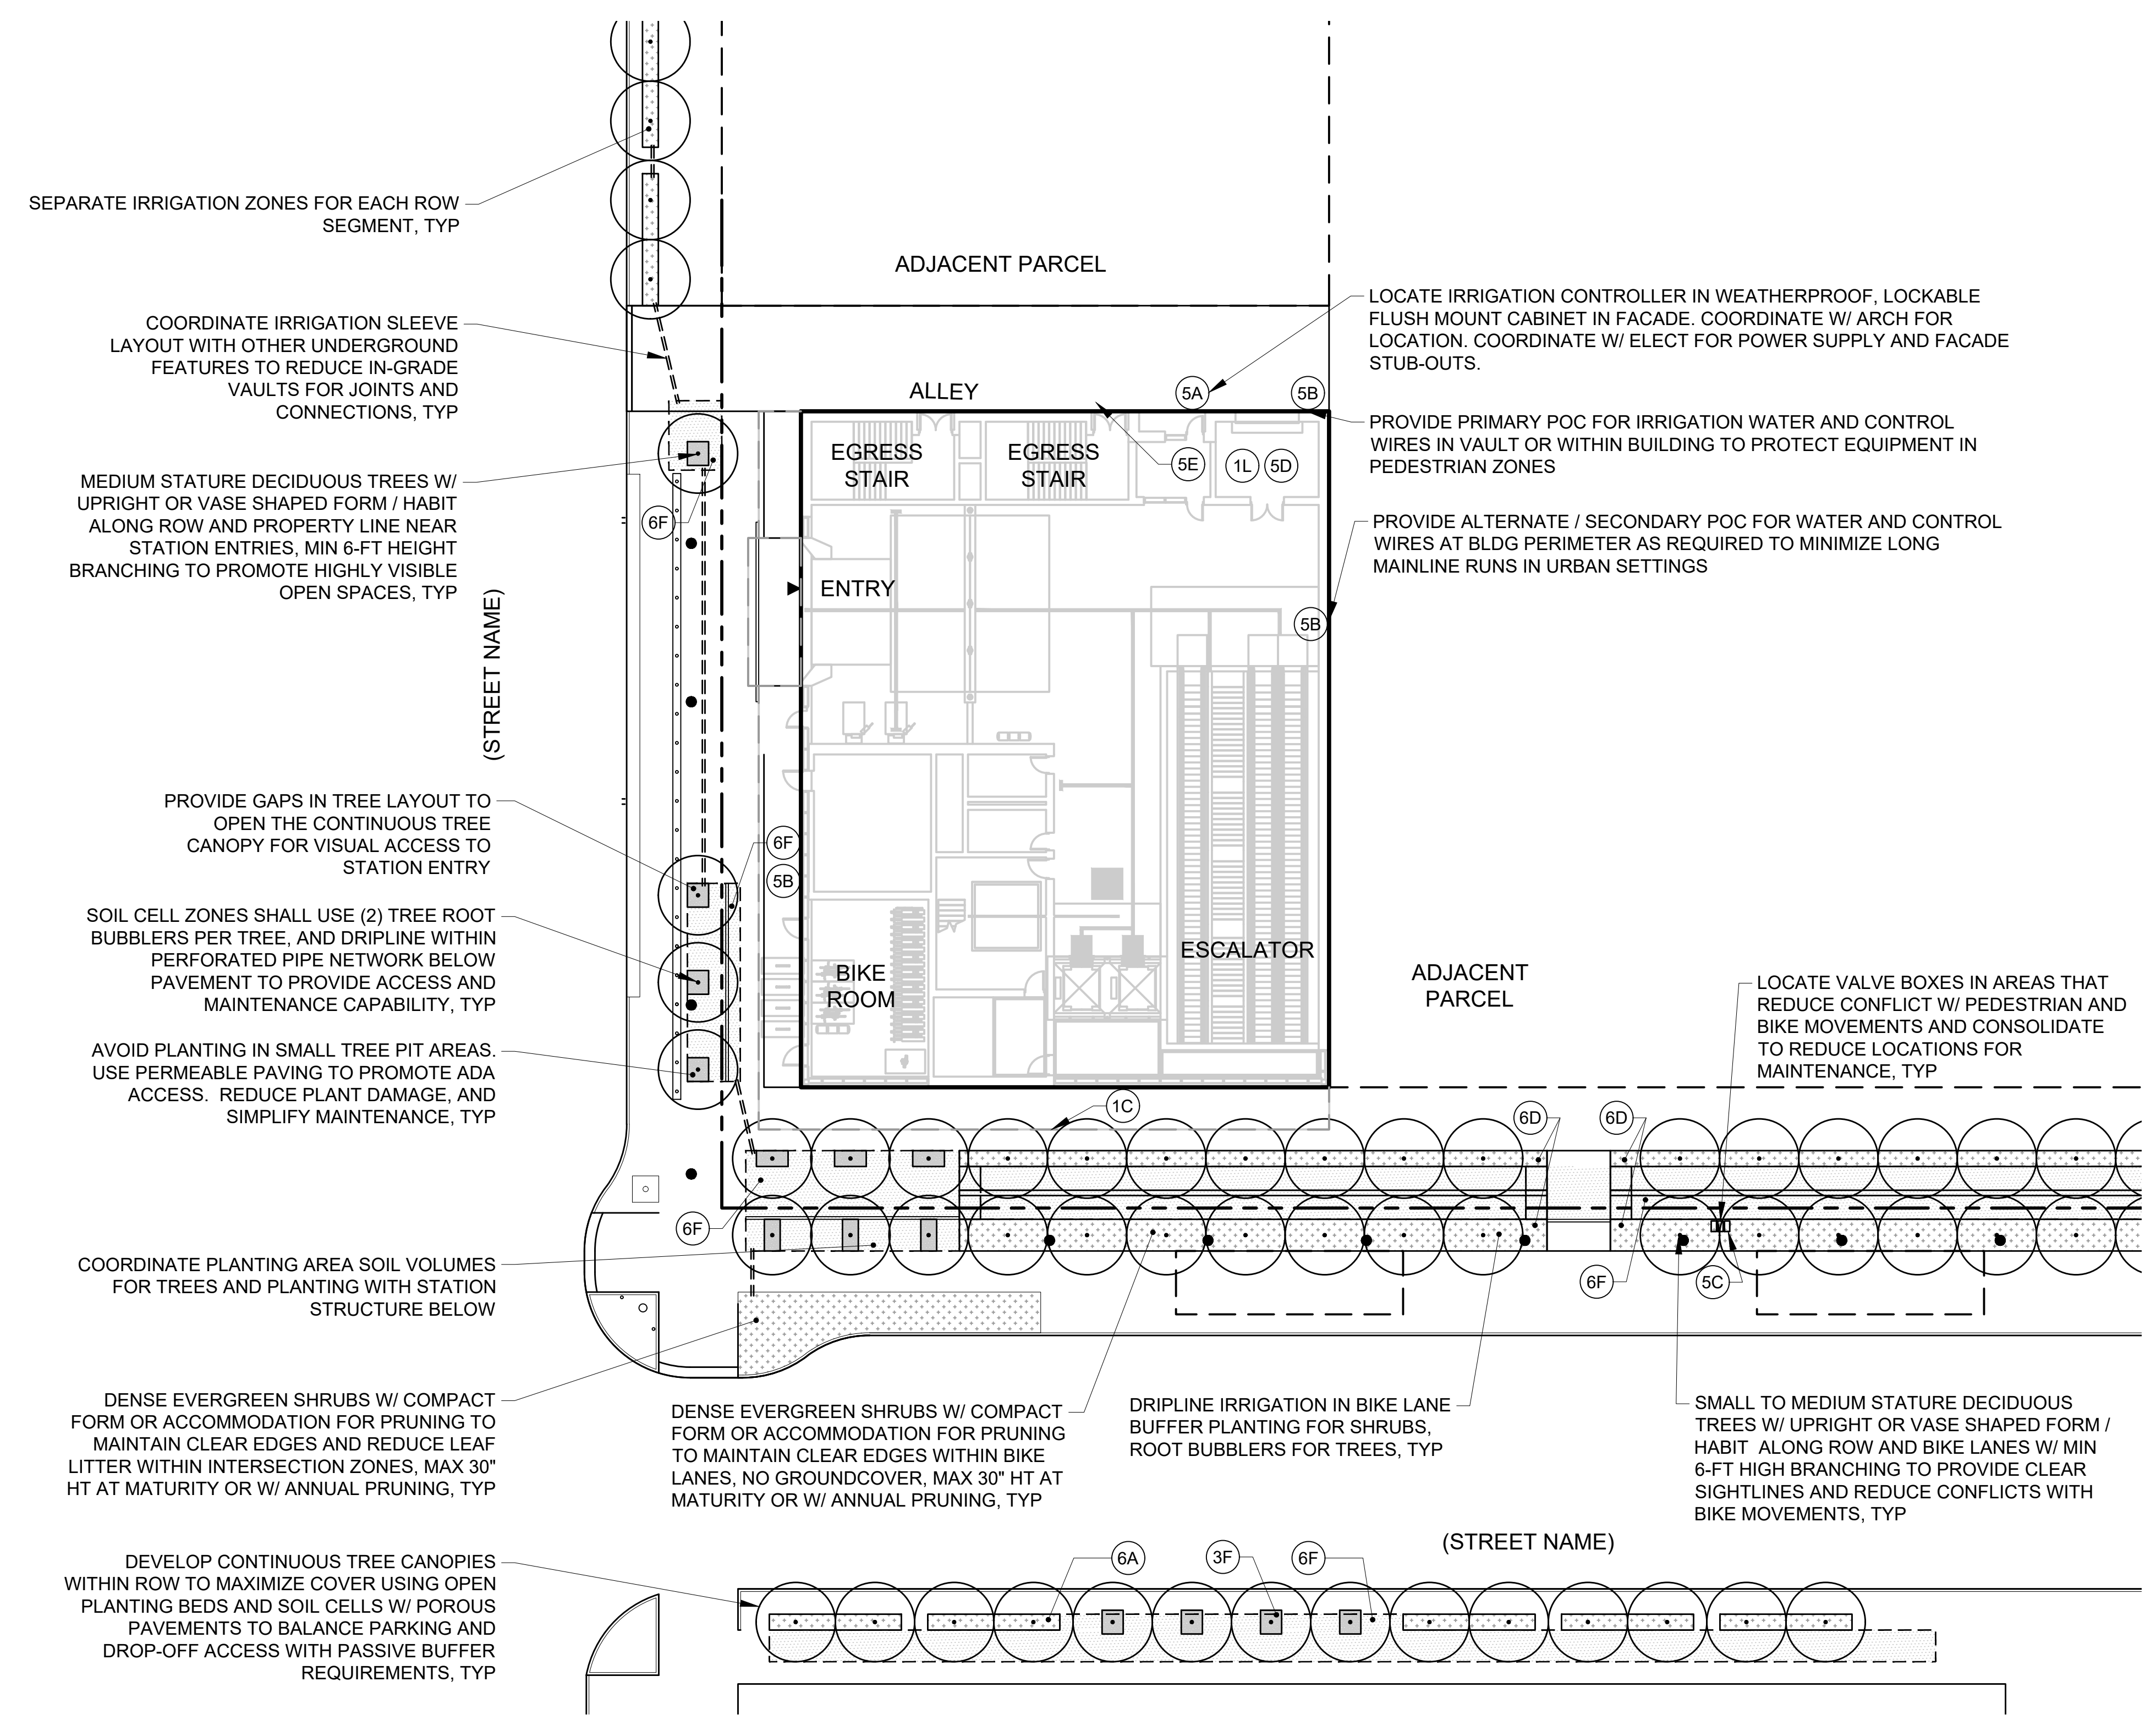 SEPARATE IRRIGATION ZONES FOR EACH ROW
SEGMENT, TYP
COORDINATE IRRIGATION SLEEVE
LAYOUT WITH OTHER UNDERGROUND
FEATURES TO REDUCE IN-GRADE
VAULTS FOR JOINTS AND
CONNECTIONS, TYP
MEDIUM STATURE DECIDUOUS TREES W/
UPRIGHT OR VASE SHAPED FORM / HABIT
ALONG ROW AND PROPERTY LINE NEAR
STATION ENTRIES, MIN 6-FT HEIGHT
BRANCHING TO PROMOTE HIGHLY VISIBLE
OPEN SPACES, TYP
(STREET NAME)
PROVIDE GAPS IN TREE LAYOUT TO
OPEN THE CONTINUOUS TREE
CANOPY FOR VISUAL ACCESS TO
STATION ENTRY
SOIL CELL ZONES SHALL USE (2) TREE ROOT
BUBBLERS PER TREE, AND DRIPLINE WITHIN
PERFORATED PIPE NETWORK BELOW
PAVEMENT TO PROVIDE ACCESS AND
MAINTENANCE CAPABILITY, TYP
AVOID PLANTING IN SMALL TREE PIT AREAS.
USE PERMEABLE PAVING TO PROMOTE ADA
ACCESS. REDUCE PLANT DAMAGE, AND
SIMPLIFY MAINTENANCE, TYP
COORDINATE PLANTING AREA SOIL VOLUMES
FOR TREES AND PLANTING WITH STATION
STRUCTURE BELOW
DENSE EVERGREEN SHRUBS W/ COMPACT
FORM OR ACCOMMODATION FOR PRUNING TO
MAINTAIN CLEAR EDGES AND REDUCE LEAF
LITTER WITHIN INTERSECTION ZONES, MAX 30"
HT AT MATURITY OR W/ ANNUAL PRUNING, TYP
DEVELOP CONTINUOUS TREE CANOPIES
WITHIN ROW TO MAXIMIZE COVER USING OPEN
PLANTING BEDS AND SOIL CELLS W/ POROUS
PAVEMENTS TO BALANCE PARKING AND
DROP-OFF ACCESS WITH PASSIVE BUFFER
REQUIREMENTS, TYP
ADJACENT PARCEL
ALLEY
5A
5B
EGRESS
STAIR
EGRESS
STAIR
5E
1L
5D
6F
ENTRY
5B
6F
5B
BIKE
ROOM
ESCALATOR
ADJACENT
PARCEL
1C
6D
6D
6F
6F
5C
LOCATE IRRIGATION CONTROLLER IN WEATHERPROOF, LOCKABLE
FLUSH MOUNT CABINET IN FACADE. COORDINATE W/ ARCH FOR
LOCATION. COORDINATE W/ ELECT FOR POWER SUPPLY AND FACADE
STUB-OUTS.
PROVIDE PRIMARY POC FOR IRRIGATION WATER AND CONTROL
WIRES IN VAULT OR WITHIN BUILDING TO PROTECT EQUIPMENT IN
PEDESTRIAN ZONES
PROVIDE ALTERNATE / SECONDARY POC FOR WATER AND CONTROL
WIRES AT BLDG PERIMETER AS REQUIRED TO MINIMIZE LONG
MAINLINE RUNS IN URBAN SETTINGS
LOCATE VALVE BOXES IN AREAS THAT
REDUCE CONFLICT W/ PEDESTRIAN AND
BIKE MOVEMENTS AND CONSOLIDATE
TO REDUCE LOCATIONS FOR
MAINTENANCE, TYP
DENSE EVERGREEN SHRUBS W/ COMPACT
FORM OR ACCOMMODATION FOR PRUNING
TO MAINTAIN CLEAR EDGES WITHIN BIKE
LANES, NO GROUNDCOVER, MAX 30" HT AT
MATURITY OR W/ ANNUAL PRUNING, TYP
DRIPLINE IRRIGATION IN BIKE LANE
BUFFER PLANTING FOR SHRUBS,
ROOT BUBBLERS FOR TREES, TYP
SMALL TO MEDIUM STATURE DECIDUOUS
TREES W/ UPRIGHT OR VASE SHAPED FORM /
HABIT ALONG ROW AND BIKE LANES W/ MIN
6-FT HIGH BRANCHING TO PROVIDE CLEAR
SIGHTLINES AND REDUCE CONFLICTS WITH
BIKE MOVEMENTS, TYP
(STREET NAME)
6A
3F
6F